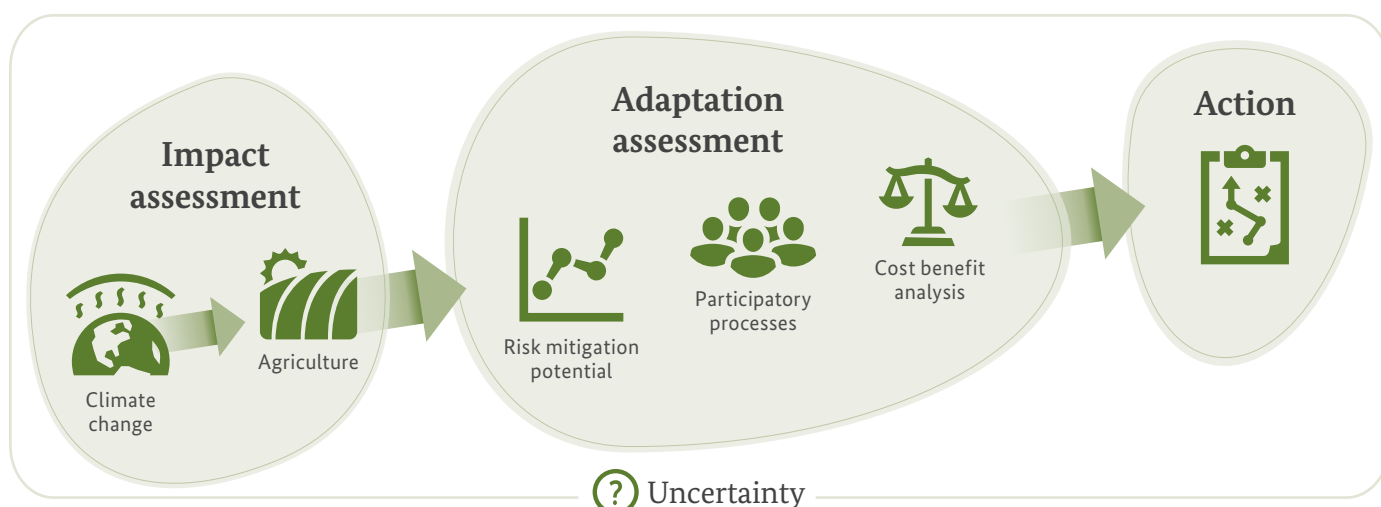 Impact
assessment
Climate
change
Agriculture
Adaptation
assessment
Risk mitigation
potential
Participatory
processes
Cost benefit
analysis
Action
? Uncertainty